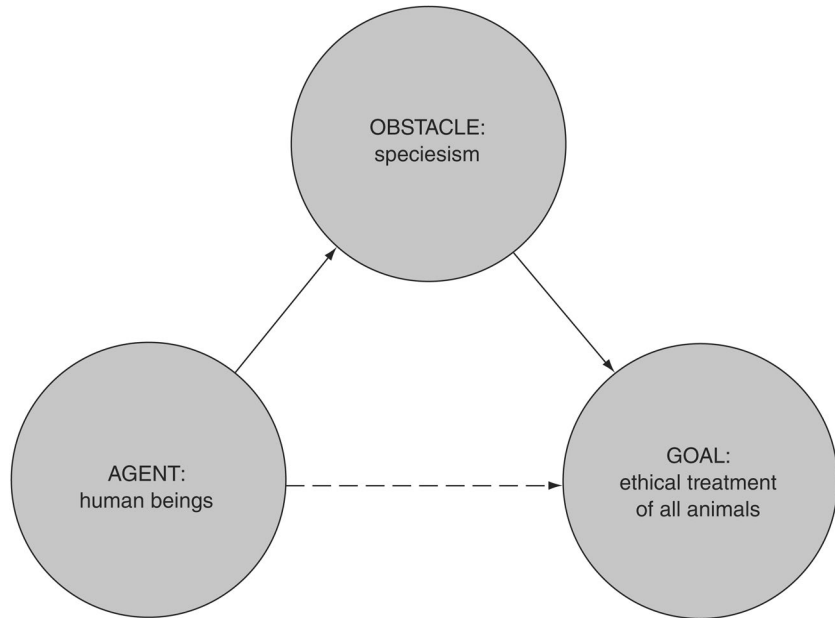 OBSTACLE:
speciesism
AGENT:
human beings
GOAL:
ethical treatment
of all animals